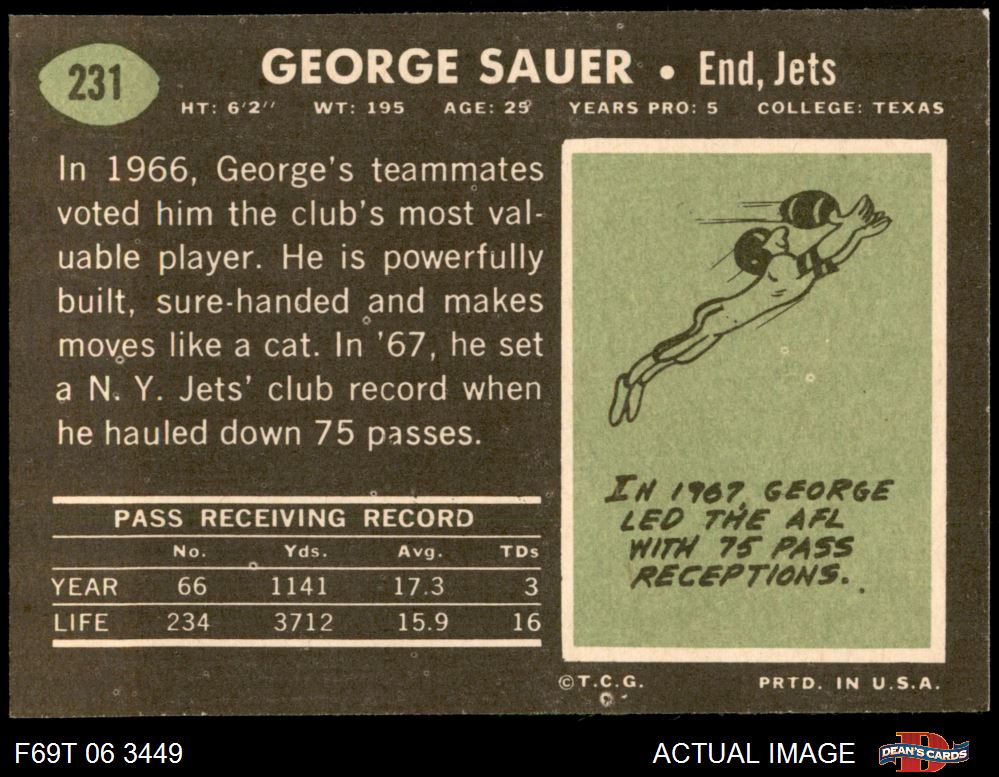 231
GEORGE SAUER • End, Jets
HT: 6'2" WT: 195 AGE: 25 YEARS PRO: 5 COLLEGE: TEXAS
In 1966, George's teammates
voted him the club's most val-
uable player. He is powerfully
built, sure-handed and makes
moves like a cat. In '67, he set
a N. Y. Jets' club record when
he hauled down 75 passes.
PASS RECEIVING RECORD
No. Yds. Avg. TDs
YEAR 66 1141 17.3 3
LIFE 234 3712 15.9 16
IN 1967, GEORGE
LED THE AFL
WITH 75 PASS
RECEPTIONS.
©T.C.G. PRTD. IN U.S.A.
F69T 06 3449 ACTUAL IMAGE DEAN'S CARDS